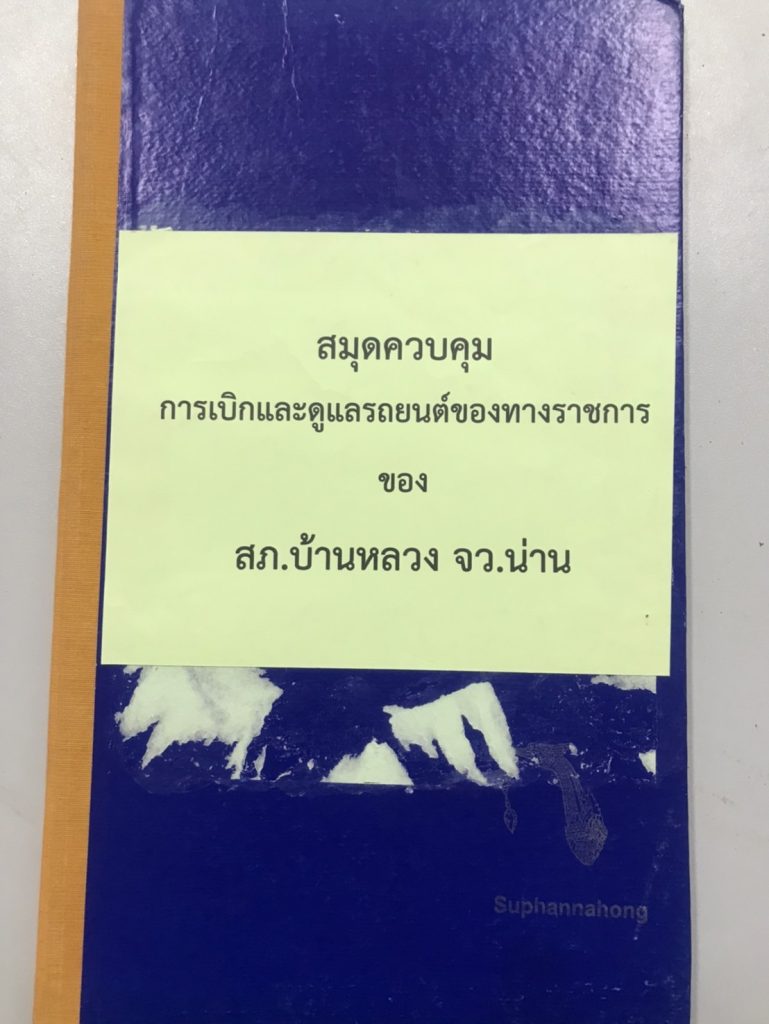 สมุดควบคุม
การเบิกและดูแลรถยนต์ของทางราชการ
ของ
สภ.บ้านหลวง จว.น่าน
Suphannahong